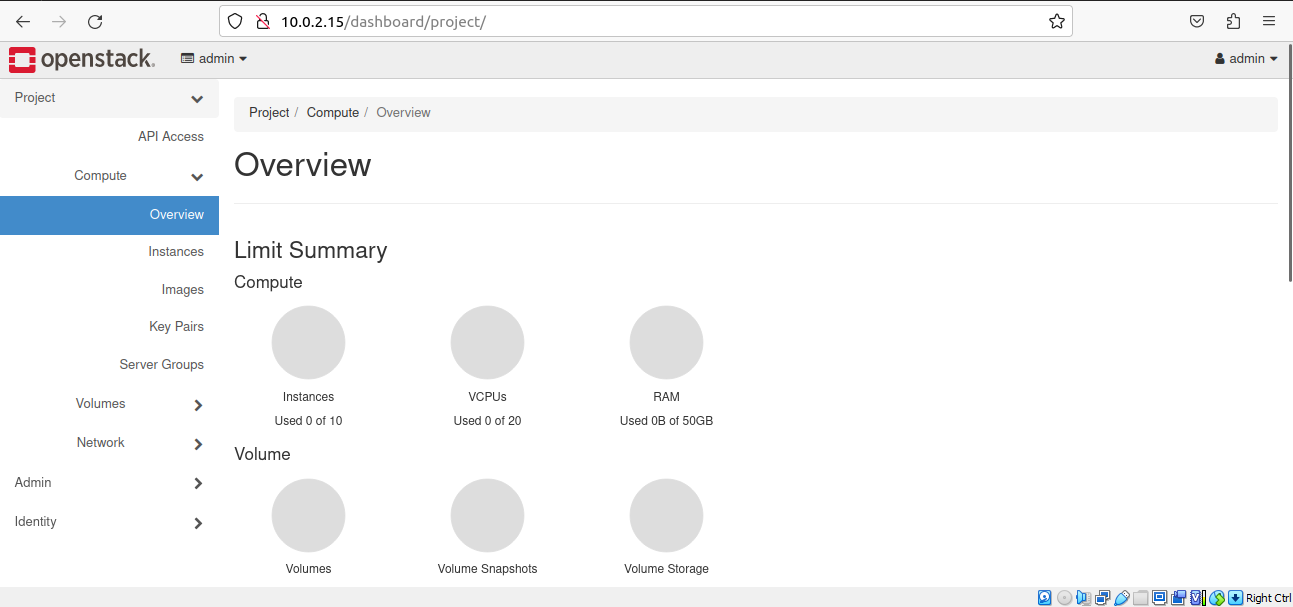 10.0.2.15/dashboard/project/
openstack.
admin
admin
Project
API Access
Compute
Overview
Instances
Images
Key Pairs
Server Groups
Volumes
Network
Admin
Identity
Project / Compute / Overview
Overview
Limit Summary
Compute
Instances
Used 0 of 10
VCPUs
Used 0 of 20
RAM
Used 0B of 50GB
Volume
Volumes
Volume Snapshots
Volume Storage
Right Ctrl